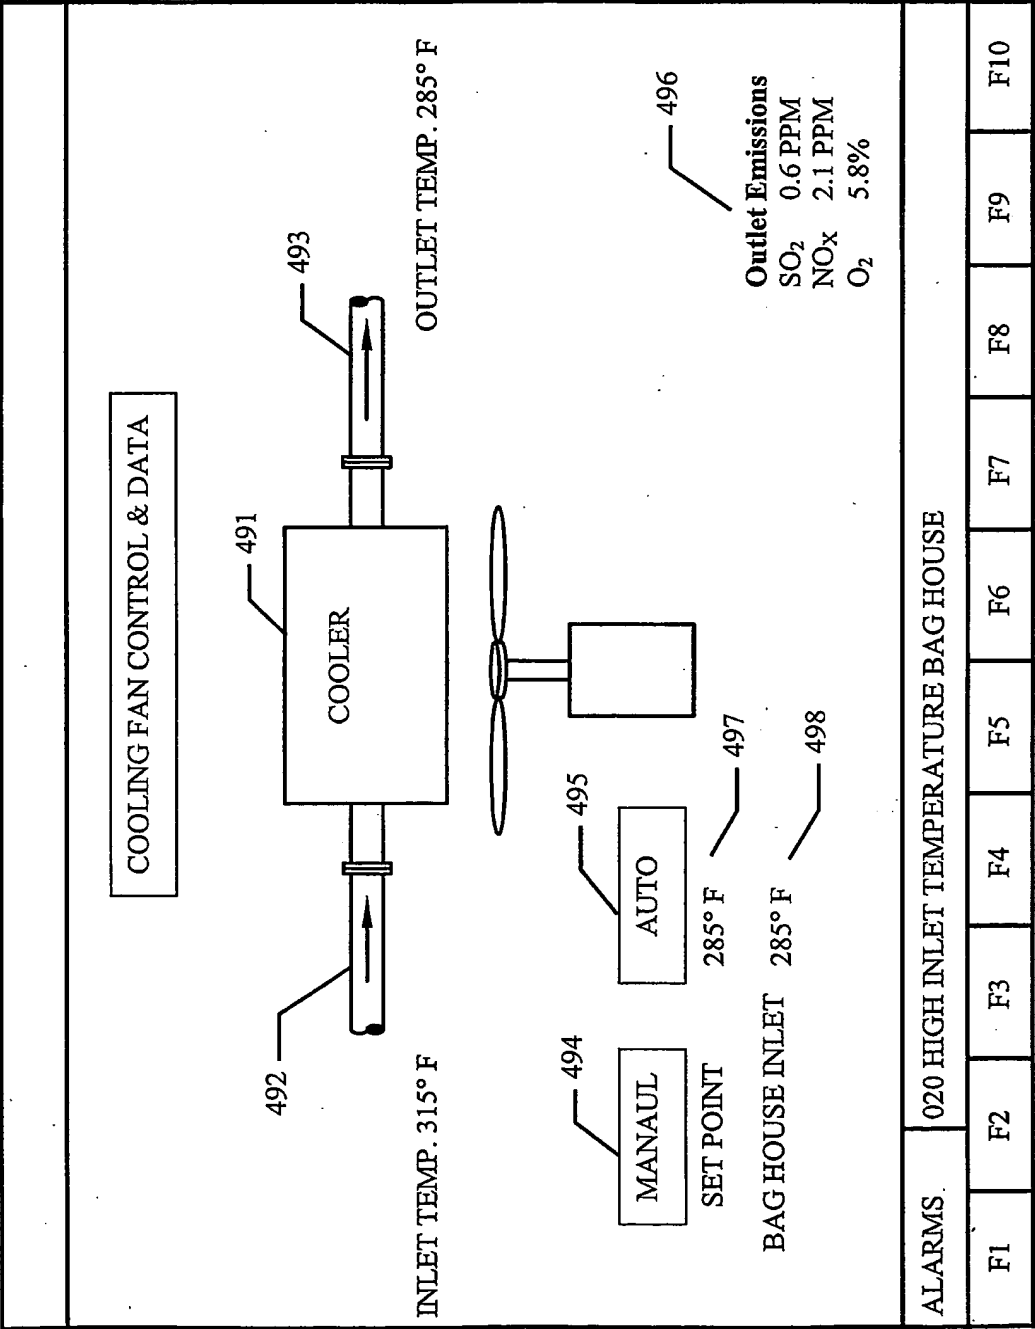 COOLING FAN CONTROL & DATA
491
COOLER
492
493
INLET TEMP. 315° F
OUTLET TEMP. 285° F
494
495
MANAUL
AUTO
SET POINT
285° F
497
BAG HOUSE INLET
285° F
498
496
Outlet Emissions
SO₂ 0.6 PPM
NOX 2.1 PPM
O₂ 5.8%
ALARMS
020 HIGH INLET TEMPERATURE BAG HOUSE
F1 F2 F3 F4 F5 F6 F7 F8 F9 F10